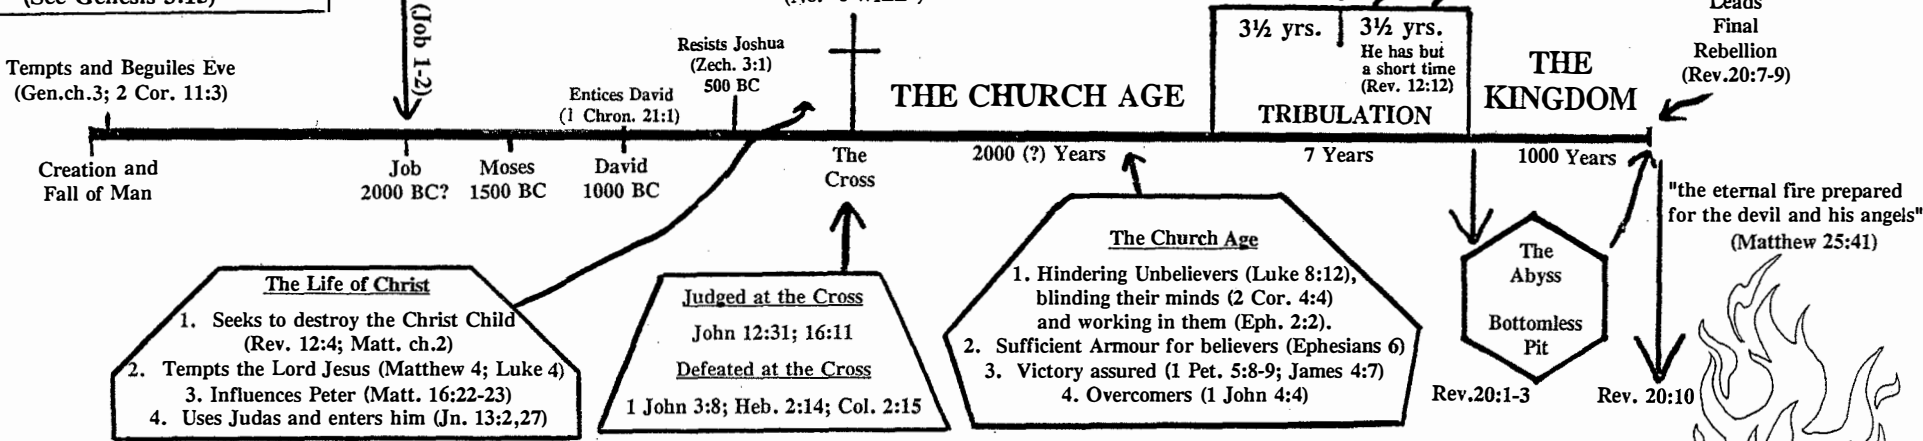 (See Genesis 3:15)
(Job 1-2)
Tempts and Beguiles Eve
(Gen.ch.3; 2 Cor. 11:3)
Entices David
(1 Chron. 21:1)
Resists Joshua
(Zech. 3:1)
500 BC
THE CHURCH AGE
3½ yrs.
3½ yrs.
He has but
a short time
(Rev. 12:12)
TRIBULATION
THE
KINGDOM
Leads
Final
Rebellion
(Rev.20:7-9)
Creation and
Fall of Man
Job
2000 BC?
Moses
1500 BC
David
1000 BC
The
Cross
2000 (?) Years
7 Years
1000 Years
"the eternal fire prepared
for the devil and his angels"
(Matthew 25:41)
The Life of Christ
1. Seeks to destroy the Christ Child
(Rev. 12:4; Matt. ch.2)
2. Tempts the Lord Jesus (Matthew 4; Luke 4)
3. Influences Peter (Matt. 16:22-23)
4. Uses Judas and enters him (Jn. 13:2,27)
Judged at the Cross
John 12:31; 16:11
Defeated at the Cross
1 John 3:8; Heb. 2:14; Col. 2:15
The Church Age
1. Hindering Unbelievers (Luke 8:12),
blinding their minds (2 Cor. 4:4)
and working in them (Eph. 2:2).
2. Sufficient Armour for believers (Ephesians 6)
3. Victory assured (1 Pet. 5:8-9; James 4:7)
4. Overcomers (1 John 4:4)
The
Abyss
Bottomless
Pit
Rev.20:1-3
Rev. 20:10